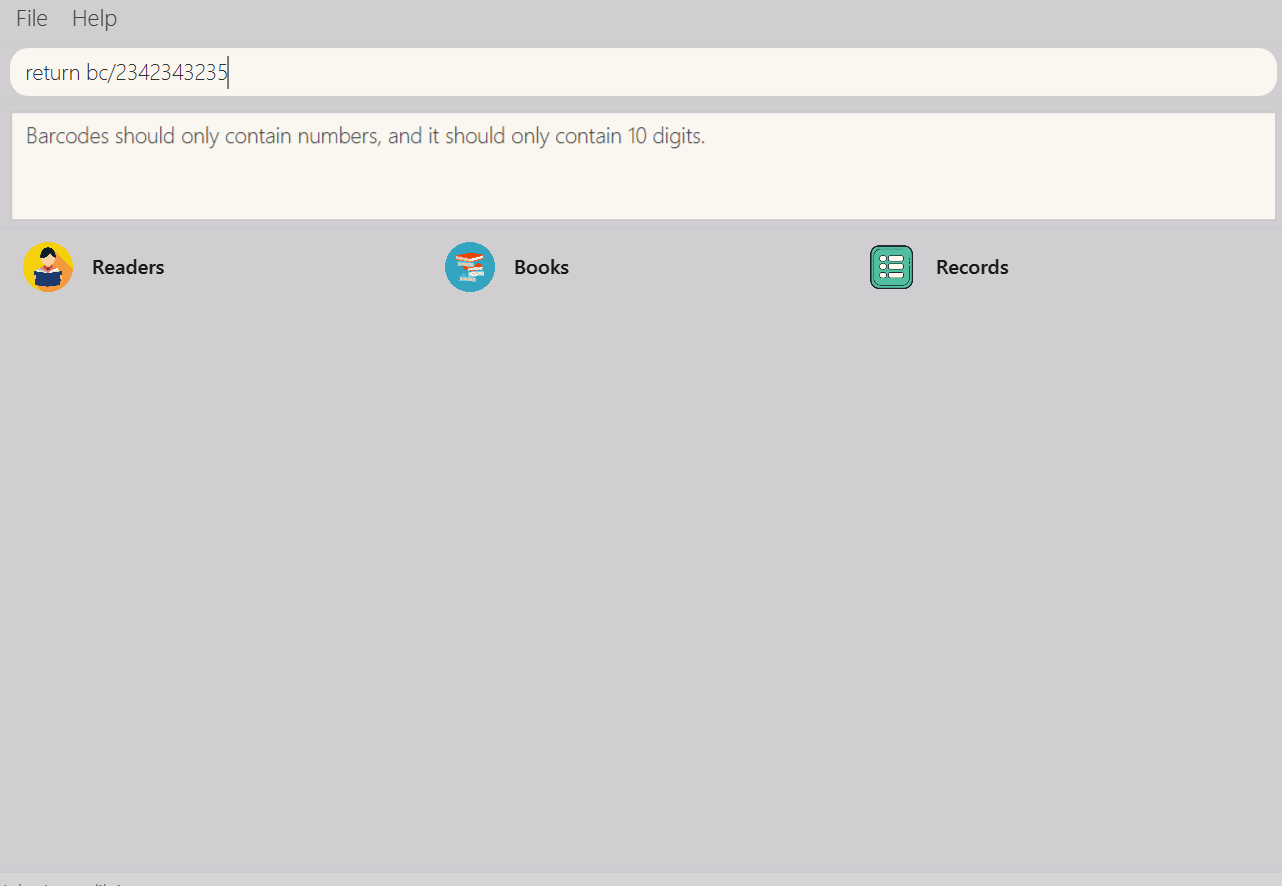 File Help
return bc/2342343235
Barcodes should only contain numbers, and it should only contain 10 digits.
Readers Books Records